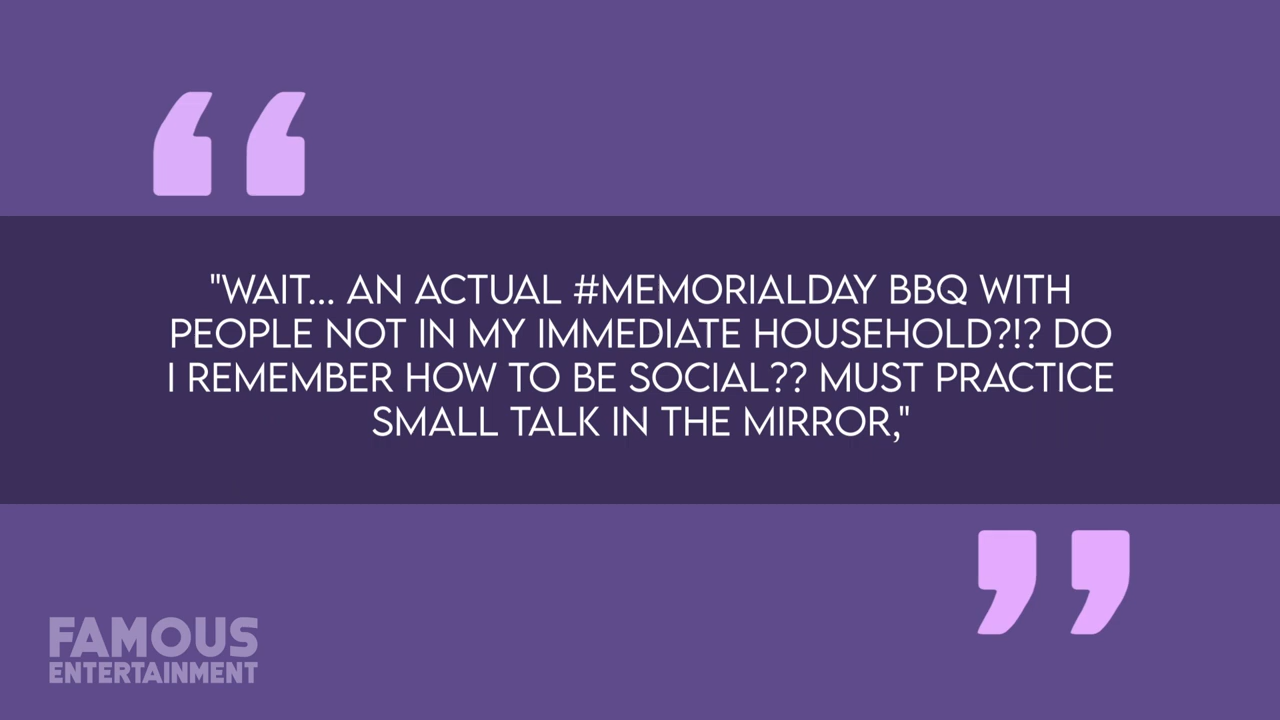 "WAIT... AN ACTUAL #MEMORIALDAY BBQ WITH
PEOPLE NOT IN MY IMMEDIATE HOUSEHOLD?!? DO
I REMEMBER HOW TO BE SOCIAL?? MUST PRACTICE
SMALL TALK IN THE MIRROR,"
FAMOUS
ENTERTAINMENT